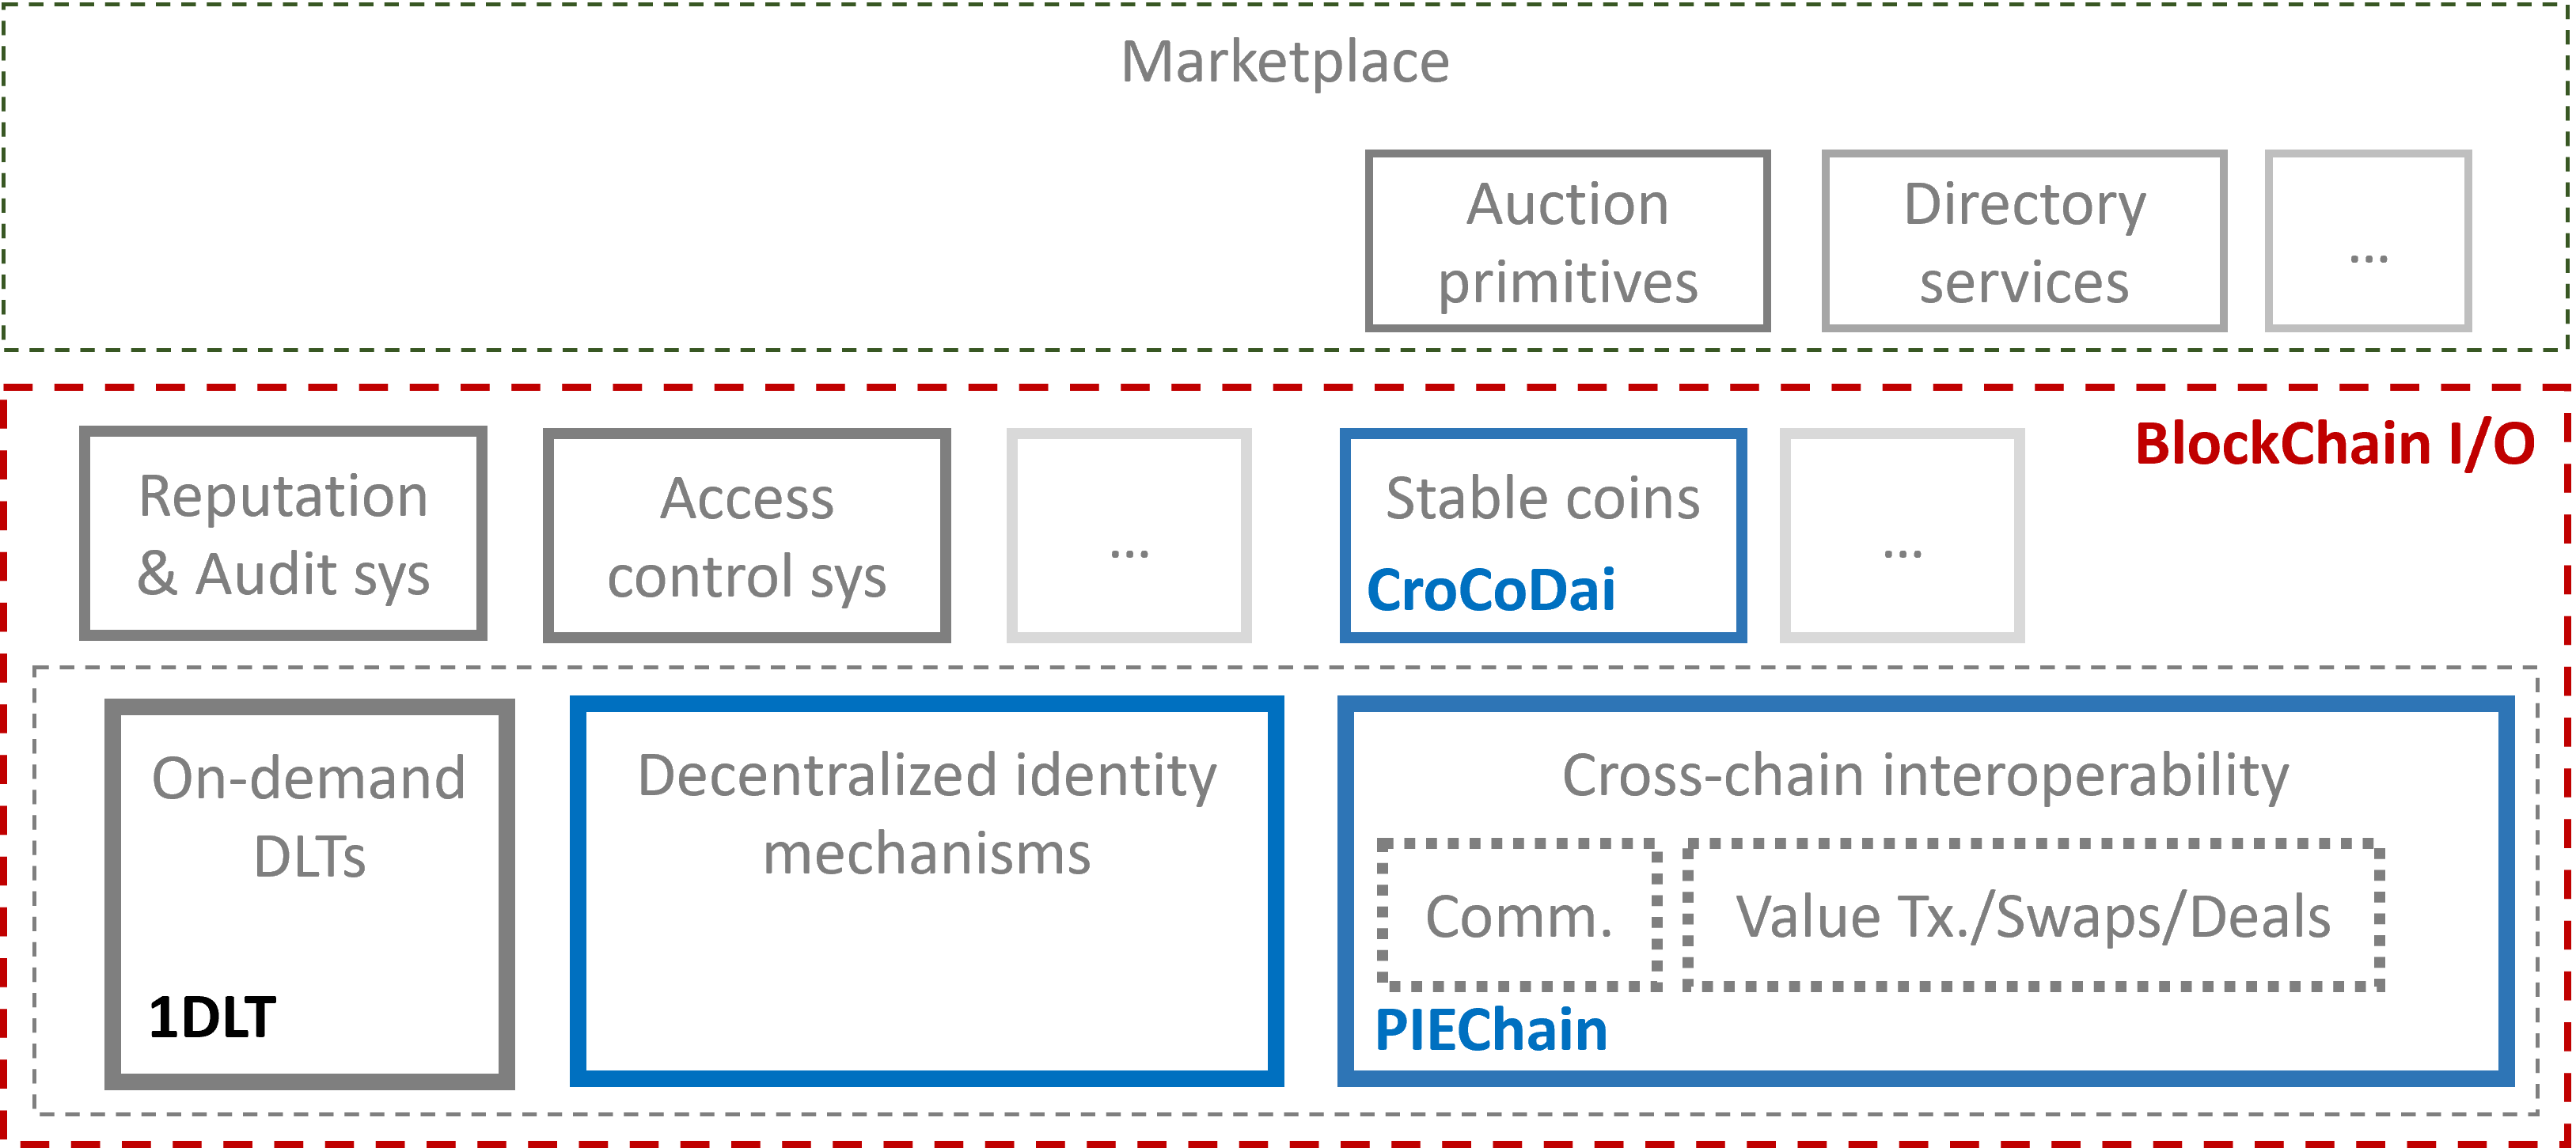 Marketplace
Auction
primitives
Directory
services
...
BlockChain I/O
Reputation
& Audit sys
Access
control sys
...
Stable coins
CroCoDai
...
On-demand
DLTs
1DLT
Decentralized identity
mechanisms
Cross-chain interoperability
Comm.
Value Tx./Swaps/Deals
PIEChain